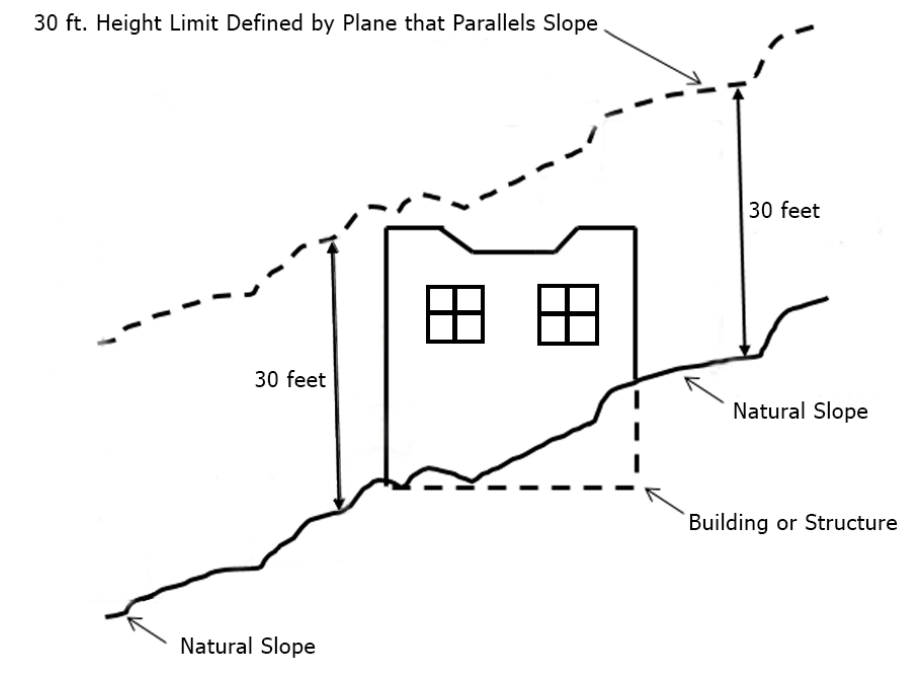 30 ft. Height Limit Defined by Plane that Parallels Slope
30 feet
30 feet
Natural Slope
Building or Structure
Natural Slope